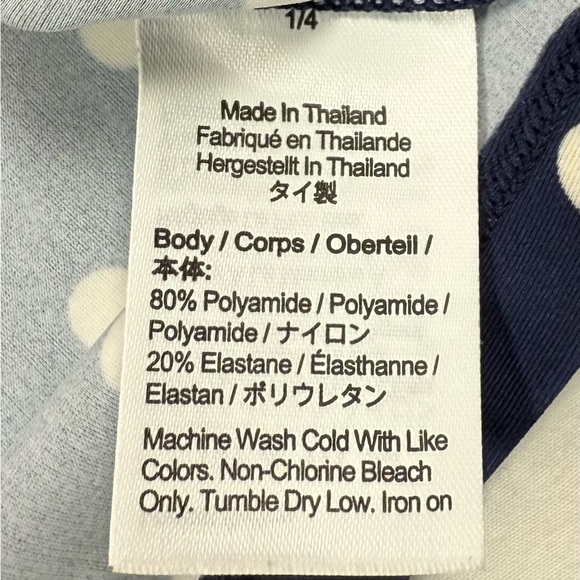 1/4
Made In Thailand
Fabriqué en Thailande
Hergestellt In Thailand
タイ製
Body / Corps / Oberteil /
本体:
80% Polyamide / Polyamide /
Polyamide / ナイロン
20% Elastane / Élasthanne /
Elastan / ポリウレタン
Machine Wash Cold With Like
Colors. Non-Chlorine Bleach
Only. Tumble Dry Low. Iron on